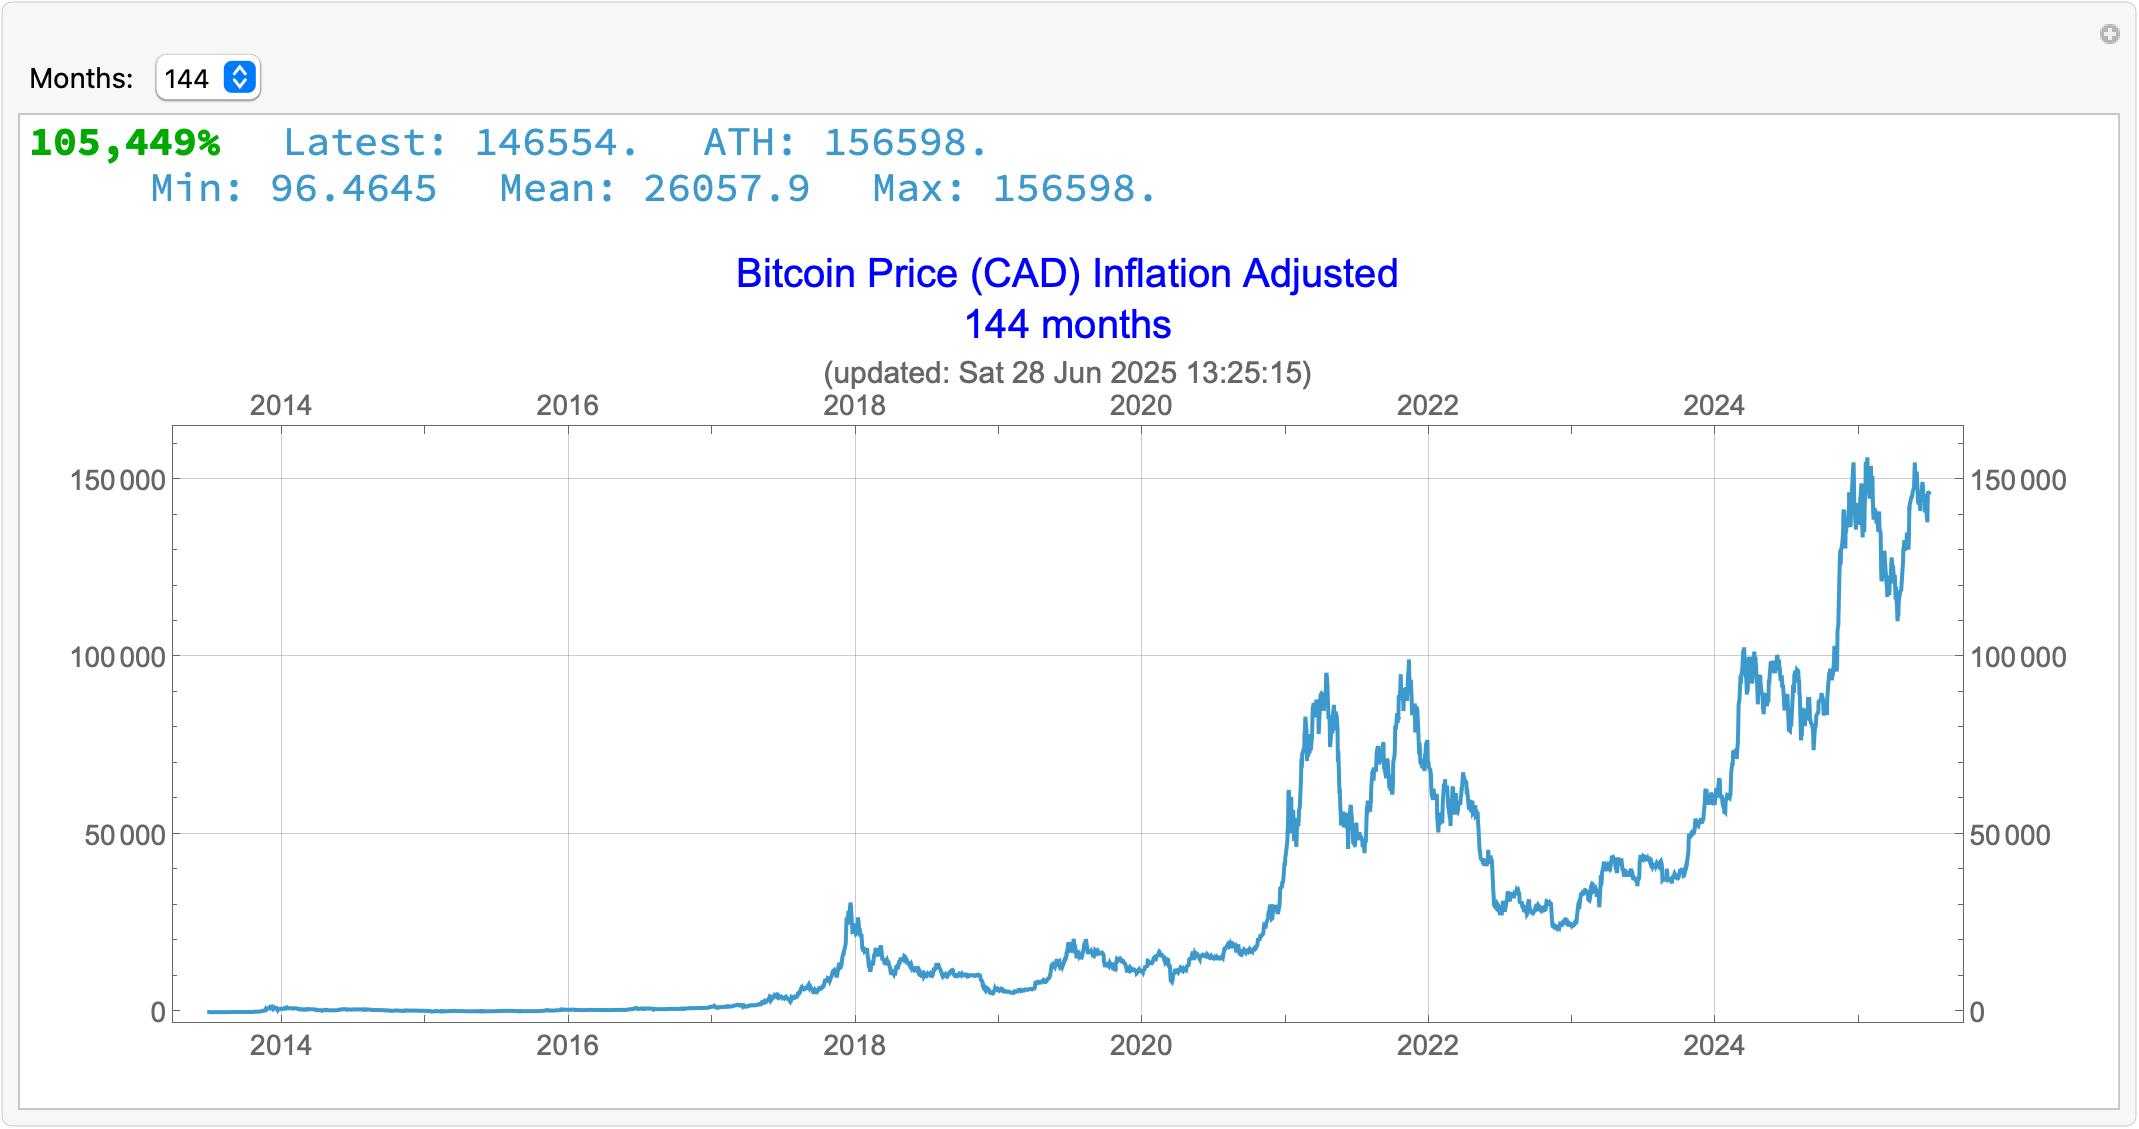 Months: 144
105,449% Latest: 146554. ATH: 156598.
Min: 96.4645 Mean: 26057.9 Max: 156598.
Bitcoin Price (CAD) Inflation Adjusted
144 months
(updated: Sat 28 Jun 2025 13:25:15)
2014 2016 2018 2020 2022 2024
150 000 150 000
100 000 100 000
50 000 50 000
0 0
2014 2016 2018 2020 2022 2024